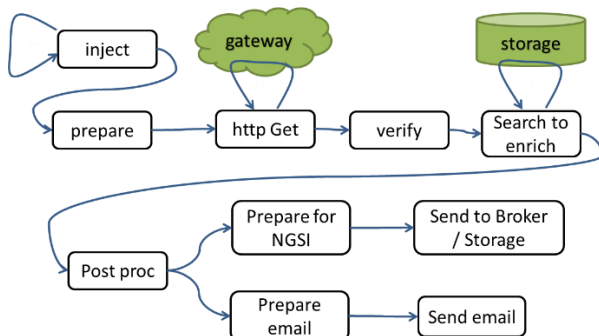 inject
gateway
storage
prepare
http Get
verify
Search to
enrich
Post proc
Prepare for
NGSI
Send to Broker
/ Storage
Prepare
email
Send email